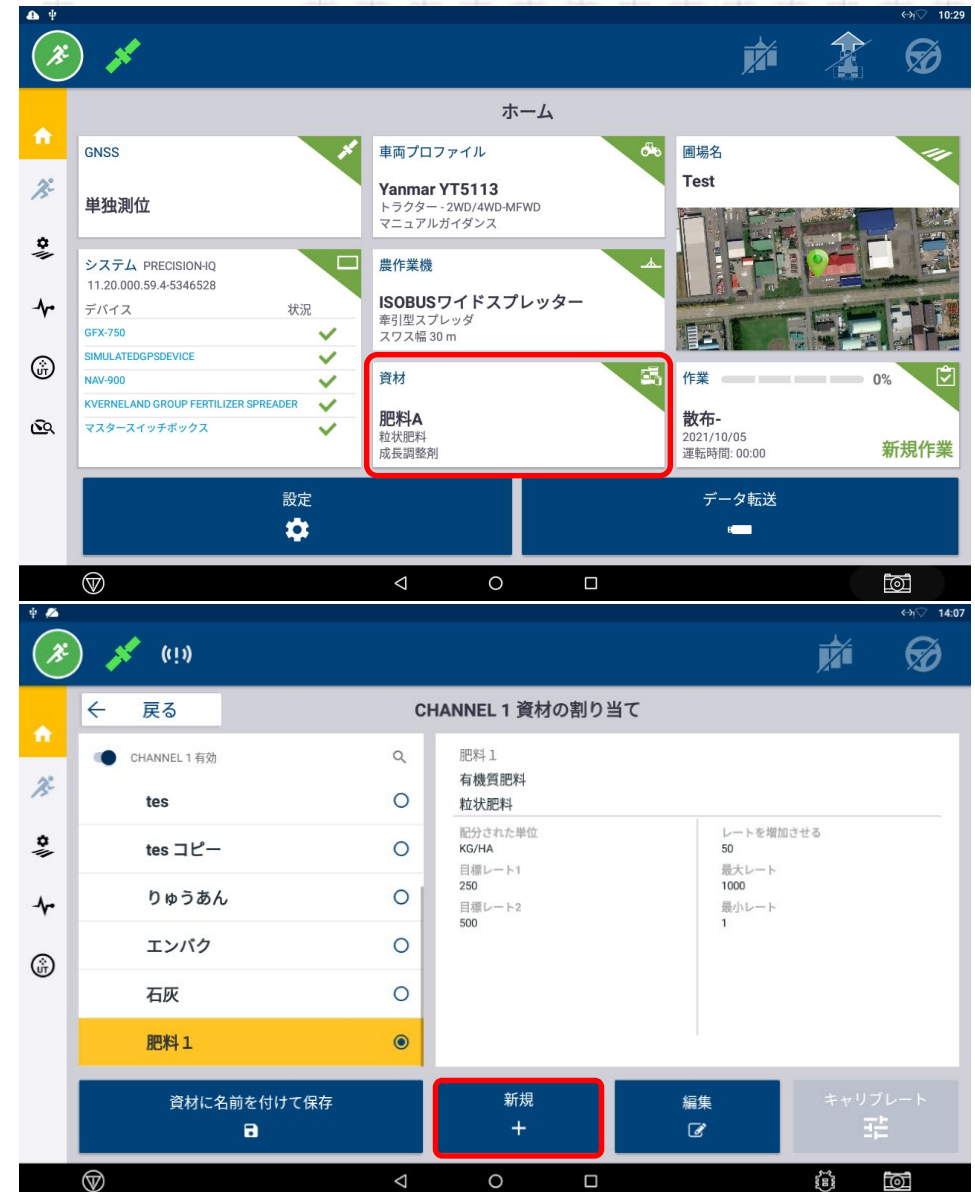 10:29
ホーム
GNSS
単独測位
車両プロファイル
Yanmar YT5113
トラクター - 2WD/4WD-MFWD
マニュアルガイダンス
圃場名
Test
システム PRECISION-IQ
11.20.000.59.4-5346528
デバイス 状況
GFX-750
SIMULATEDGPSDEVICE
NAV-900
KVERNELAND GROUP FERTILIZER SPREADER
マスタースイッチボックス
農作業機
ISOBUSワイドスプレッター
牽引型スプレッダ
スワス幅 30 m
資材
肥料A
粒状肥料
成長調整剤
作業 0%
散布-
2021/10/05
運転時間: 00:00
新規作業
UT
設定
データ転送
14:07
戻る
CHANNEL 1 資材の割り当て
CHANNEL 1 有効
tes
tes コピー
りゅうあん
エンバク
石灰
肥料１
肥料１
有機質肥料
粒状肥料
配分された単位
KG/HA
目標レート1
250
目標レート2
500
レートを増加させる
50
最大レート
1000
最小レート
1
UT
資材に名前を付けて保存
新規
編集
キャリブレート